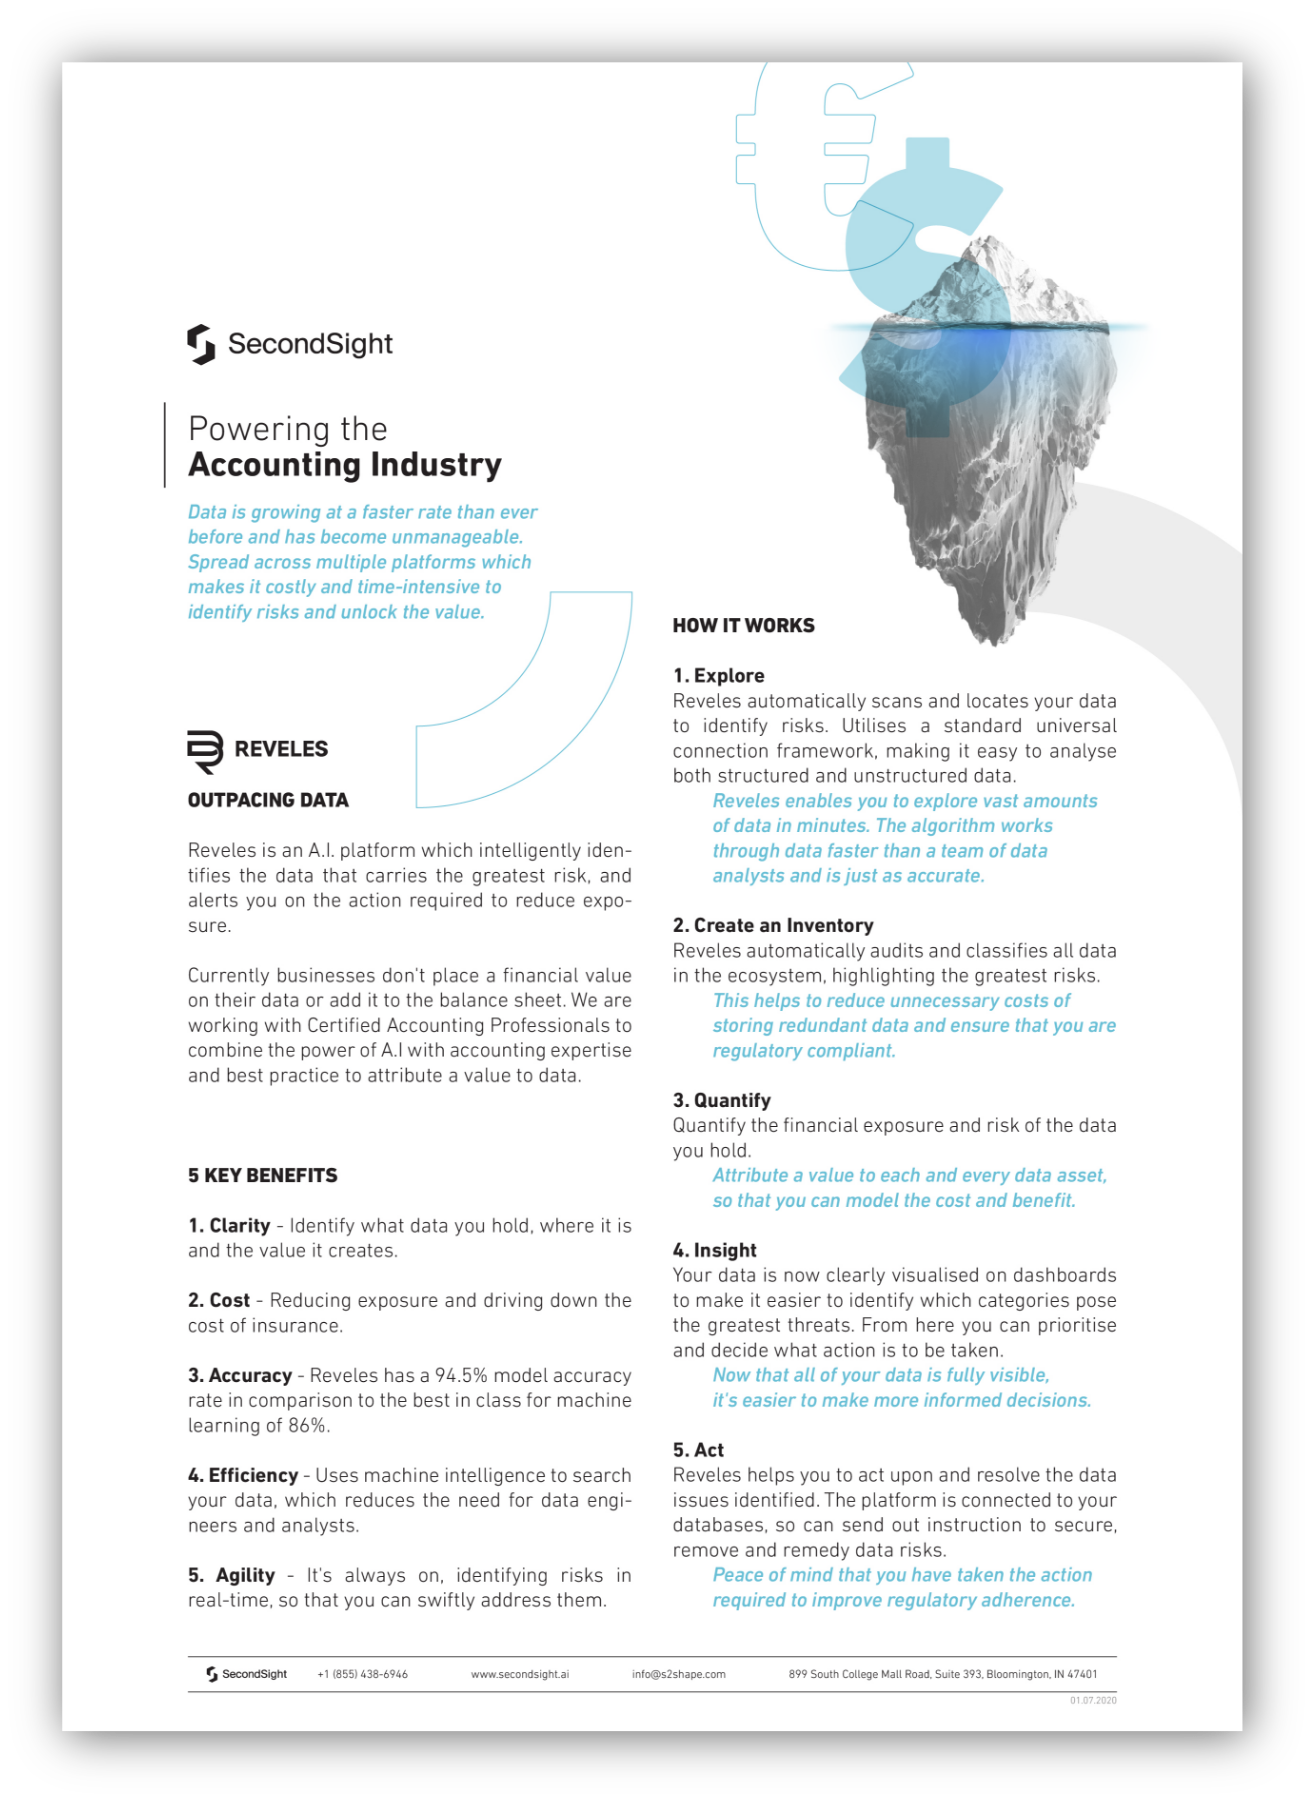 SecondSight
Powering the
Accounting Industry
Data is growing at a faster rate than ever
before and has become unmanageable.
Spread across multiple platforms which
makes it costly and time-intensive to
identify risks and unlock the value.
REVELES
OUTPACING DATA
Reveles is an A.I. platform which intelligently iden-
tifies the data that carries the greatest risk, and
alerts you on the action required to reduce expo-
sure.
Currently businesses don't place a financial value
on their data or add it to the balance sheet. We are
working with Certified Accounting Professionals to
combine the power of A.I with accounting expertise
and best practice to attribute a value to data.
5 KEY BENEFITS
1. Clarity - Identify what data you hold, where it is
and the value it creates.
2. Cost - Reducing exposure and driving down the
cost of insurance.
3. Accuracy - Reveles has a 94.5% model accuracy
rate in comparison to the best in class for machine
learning of 86%.
4. Efficiency - Uses machine intelligence to search
your data, which reduces the need for data engi-
neers and analysts.
5. Agility - It's always on, identifying risks in
real-time, so that you can swiftly address them.
HOW IT WORKS
1. Explore
Reveles automatically scans and locates your data
to identify risks. Utilises a standard universal
connection framework, making it easy to analyse
both structured and unstructured data.
Reveles enables you to explore vast amounts
of data in minutes. The algorithm works
through data faster than a team of data
analysts and is just as accurate.
2. Create an Inventory
Reveles automatically audits and classifies all data
in the ecosystem, highlighting the greatest risks.
This helps to reduce unnecessary costs of
storing redundant data and ensure that you are
regulatory compliant.
3. Quantify
Quantify the financial exposure and risk of the data
you hold.
Attribute a value to each and every data asset,
so that you can model the cost and benefit.
4. Insight
Your data is now clearly visualised on dashboards
to make it easier to identify which categories pose
the greatest threats. From here you can prioritise
and decide what action is to be taken.
Now that all of your data is fully visible,
it's easier to make more informed decisions.
5. Act
Reveles helps you to act upon and resolve the data
issues identified. The platform is connected to your
databases, so can send out instruction to secure,
remove and remedy data risks.
Peace of mind that you have taken the action
required to improve regulatory adherence.
SecondSight +1 (855) 438-6946 www.secondsight.ai info@s2shape.com 899 South College Mall Road, Suite 393, Bloomington, IN 47401
01.07.2020